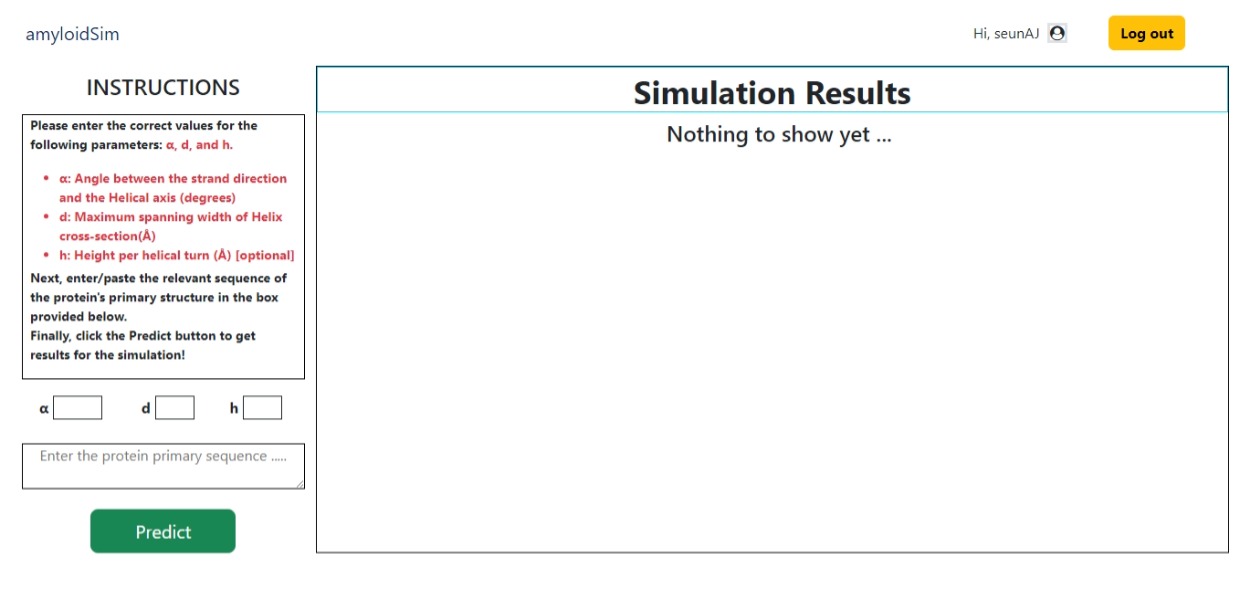 amyloidSim
Hi, seunAJ
Log out
INSTRUCTIONS
Please enter the correct values for the
following parameters: α, d, and h.
• α: Angle between the strand direction
and the Helical axis (degrees)
• d: Maximum spanning width of Helix
cross-section(Å)
• h: Height per helical turn (Å) [optional]
Next, enter/paste the relevant sequence of
the protein's primary structure in the box
provided below.
Finally, click the Predict button to get
results for the simulation!
α d h
Enter the protein primary sequence .....
Predict
Simulation Results
Nothing to show yet ...